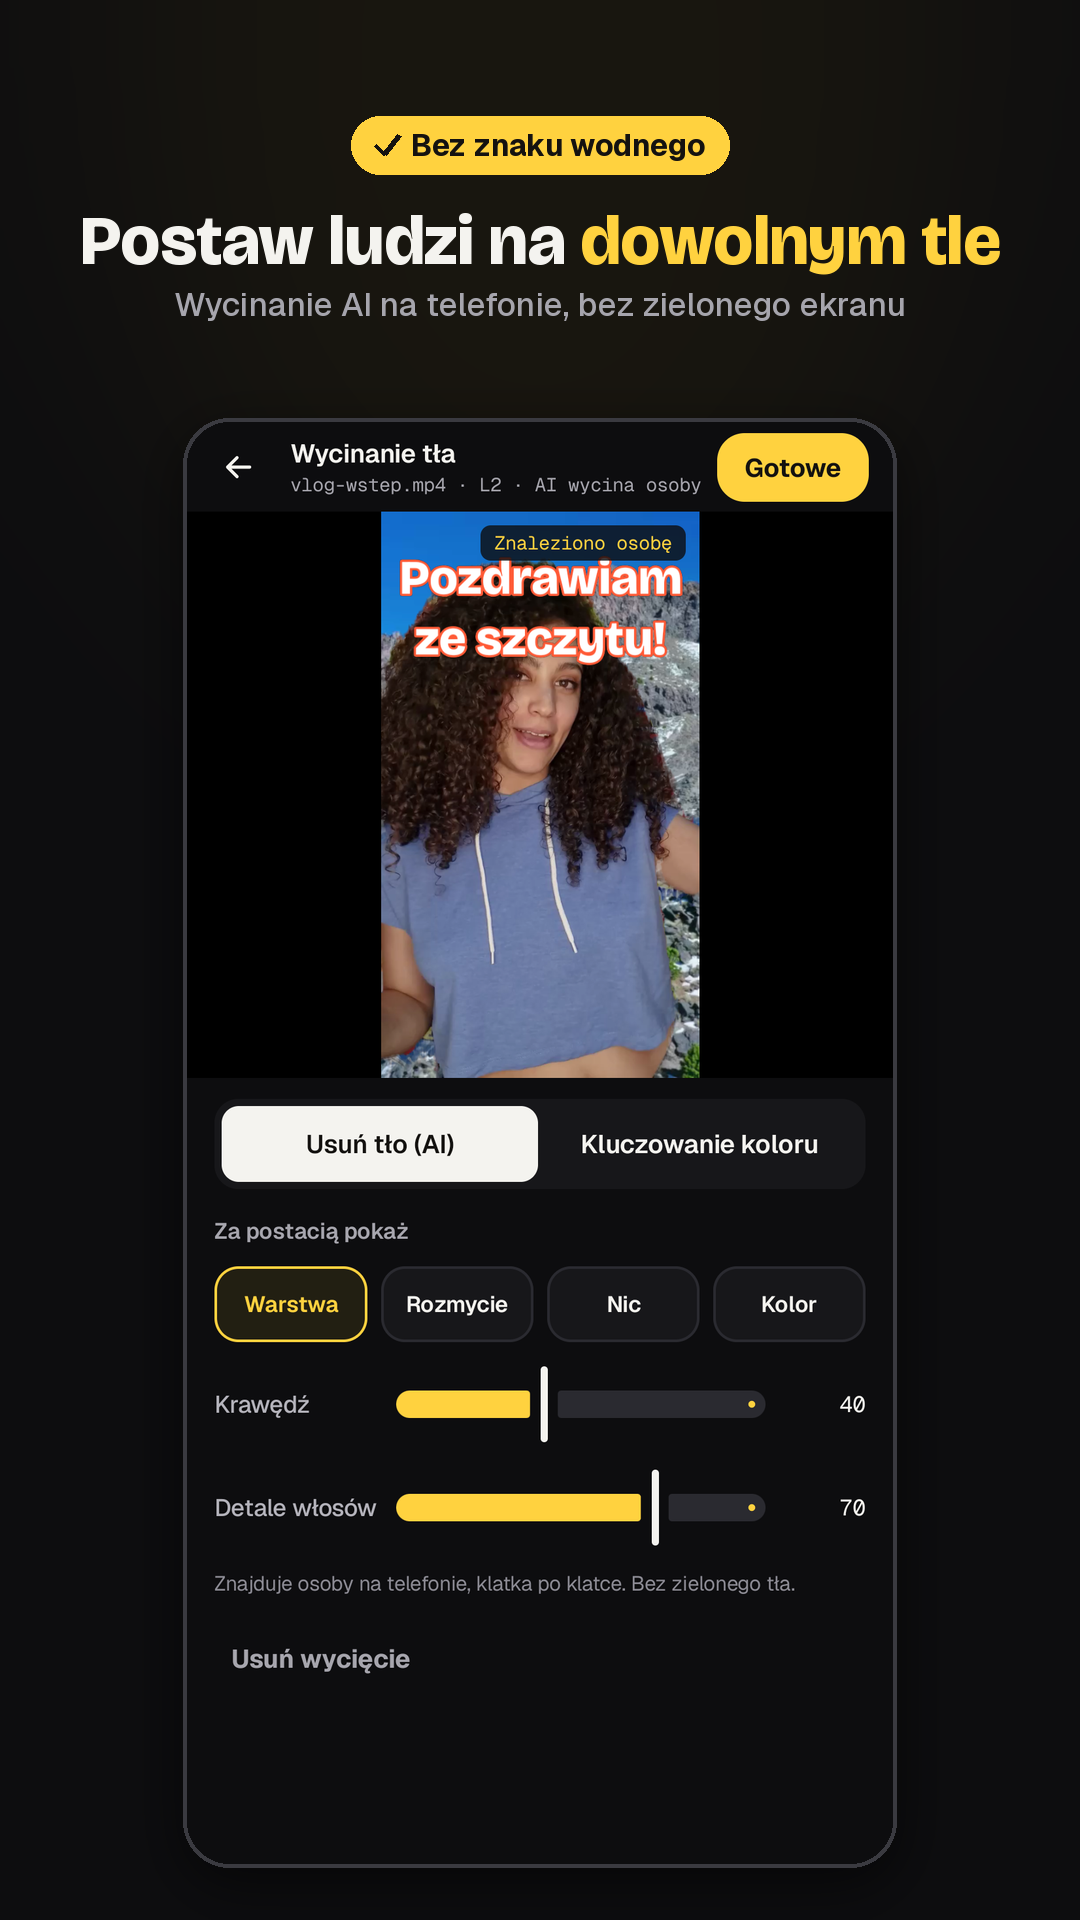 Bez znaku wodnego
Postaw ludzi na dowolnym tle
Wycinanie AI na telefonie, bez zielonego ekranu
Wycinanie tła
vlog-wstep.mp4 · L2 · AI wycina osoby
Gotowe
Znaleziono osobę
Pozdrawiam
ze szczytu!
Usuń tło (AI)
Kluczowanie koloru
Za postacią pokaż
Warstwa
Rozmycie
Nic
Kolor
Krawędź
40
Detale włosów
70
Znajduje osoby na telefonie, klatka po klatce. Bez zielonego tła.
Usuń wycięcie